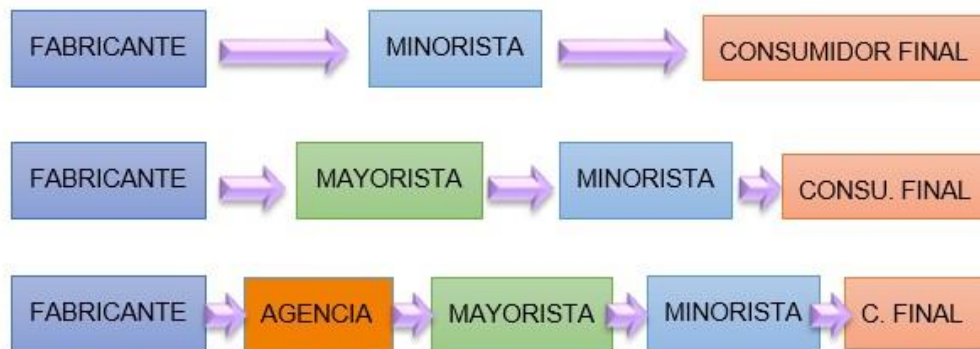 FABRICANTE MINORISTA CONSUMIDOR FINAL
FABRICANTE MAYORISTA MINORISTA CONSU. FINAL
FABRICANTE AGENCIA MAYORISTA MINORISTA C. FINAL